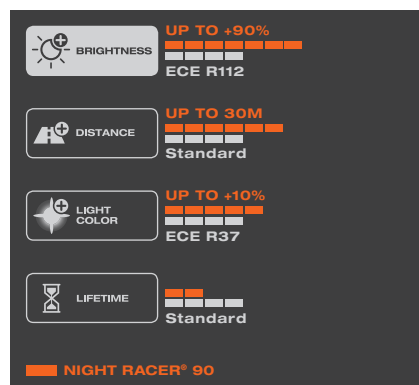 UP TO +90%
BRIGHTNESS
ECE R112
UP TO 30M
DISTANCE
Standard
UP TO +10%
LIGHT
COLOR
ECE R37
LIFETIME
Standard
NIGHT RACER® 90